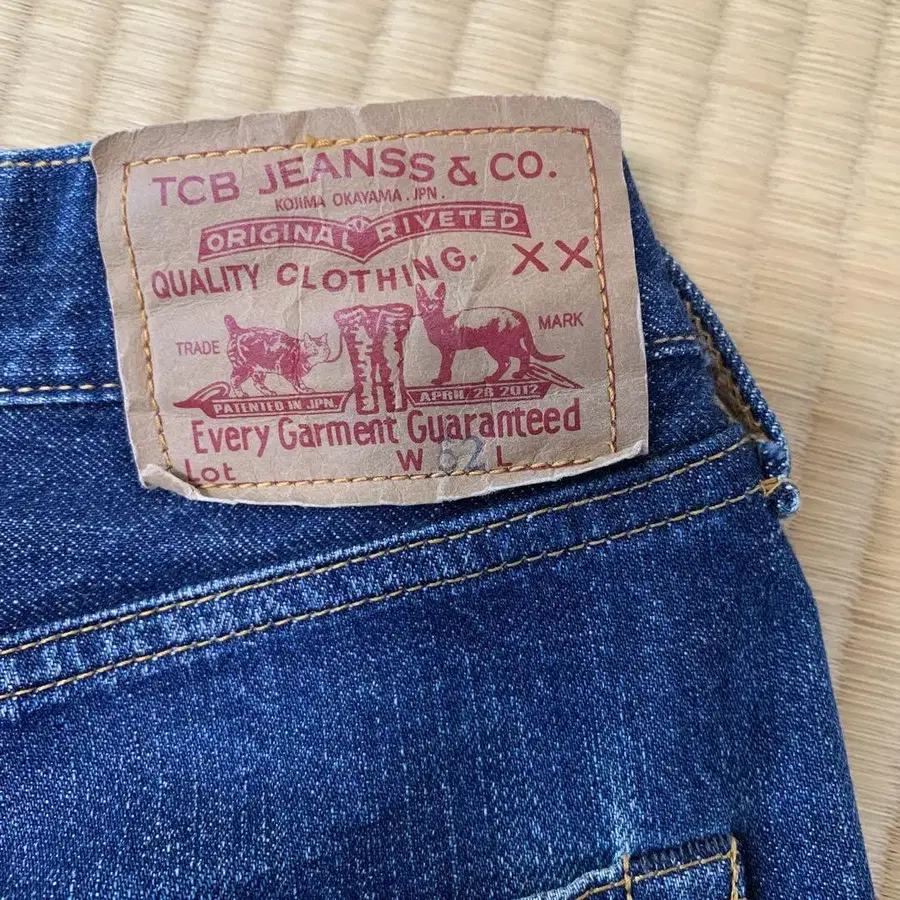 TCB JEANSS & CO.
KOJIMA OKAYAMA . JPN .
ORIGINAL RIVETED
QUALITY CLOTHING. XX
TRADE MARK
PATENTED IN JPN. APRIL 28 2012
Every Garment Guaranteed
Lot W 32 L